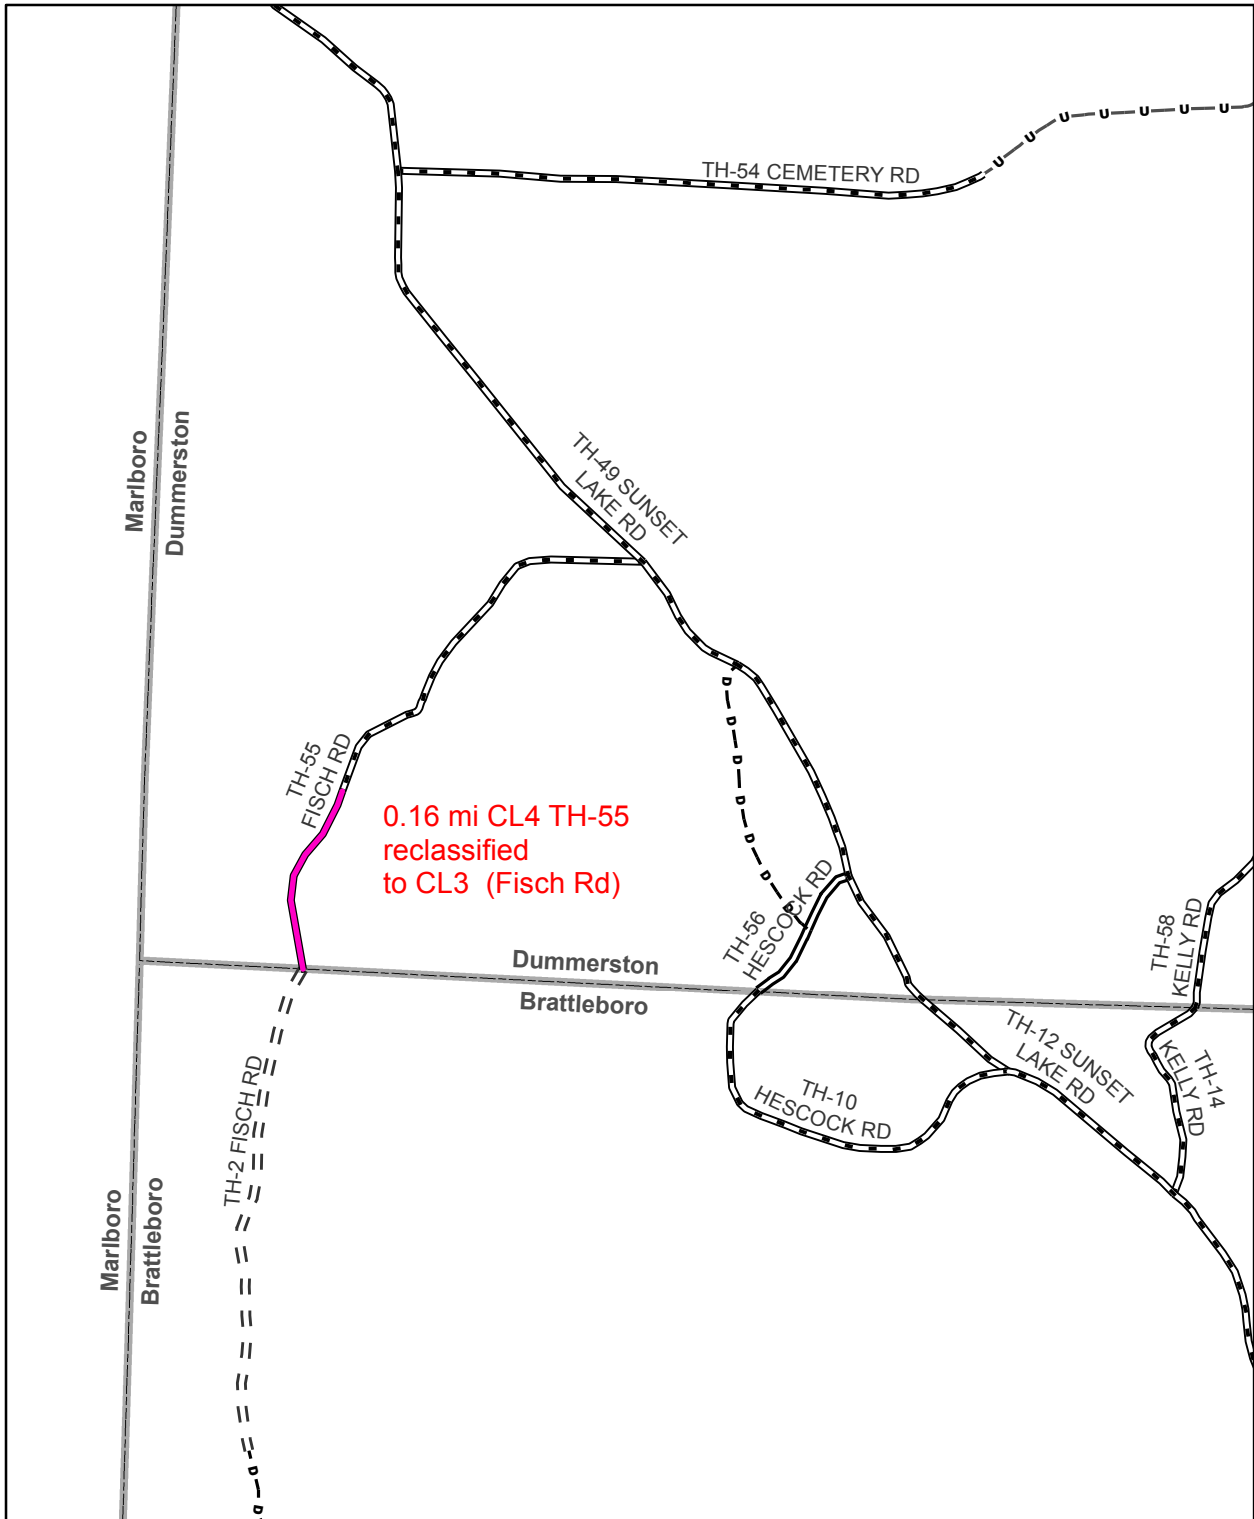 TH-54 CEMETERY RD
U U U U U U U
Marlboro
Dummerston
TH-49 SUNSET
LAKE RD
TH-55
FISCH RD
0.16 mi CL4 TH-55
reclassified
to CL3 (Fisch Rd)
D D D D D D D
TH-56
HESCOCK RD
TH-58
KELLY RD
Dummerston
Brattleboro
TH-12 SUNSET
LAKE RD
TH-14
KELLY RD
TH-10
HESCOCK RD
TH-2 FISCH RD
Marlboro
Brattleboro
D D